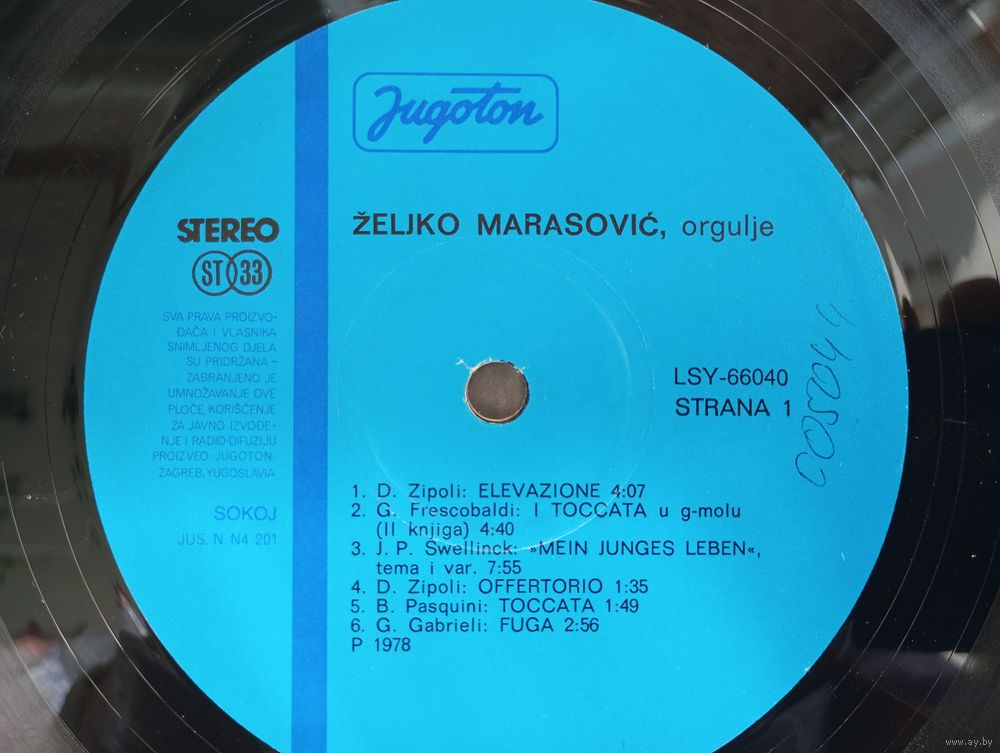 Jugoton
STEREO
ST 33
ŽELJKO MARASOVIĆ, orgulje
SVA PRAVA PROIZVO-
ĐAČA I VLASNIKA
SNIMLJENOG DJELA
SU PRIDRŽANA -
ZABRANJENO JE
UMNOŽAVANJE OVE
PLOČE, KORIŠĆENJE
ZA JAVNO IZVOĐE-
NJE I RADIO-DIFUZIJU
PROIZVEO ·JUGOTON·
ZAGREB, YUGOSLAVIA
SOKOJ
JUS. N. N4 201
LSY-66040
STRANA 1
1. D. Zipoli: ELEVAZIONE 4:07
2. G. Frescobaldi: I TOCCATA u g-molu
(II knjiga) 4:40
3. J. P. Swellinck: »MEIN JUNGES LEBEN«,
tema i var. 7:55
4. D. Zipoli: OFFERTORIO 1:35
5. B. Pasquini: TOCCATA 1:49
6. G. Gabrieli: FUGA 2:56
P 1978
www.ay.by